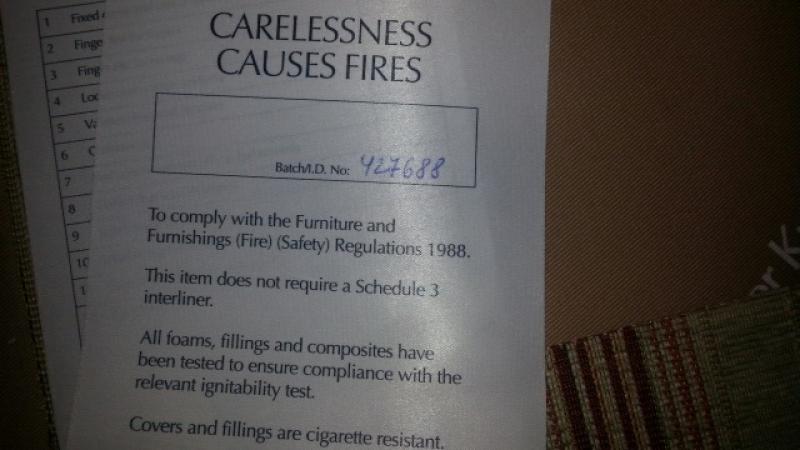 CARELESSNESS
CAUSES FIRES
Batch/I.D. No: 427688
To comply with the Furniture and
Furnishings (Fire) (Safety) Regulations 1988.
This item does not require a Schedule 3
interliner.
All foams, fillings and composites have
been tested to ensure compliance with the
relevant ignitability test.
Covers and fillings are cigarette resistant.
1 Fixed
2 Finge
3 Fing
4 Loc
5 Va
6 C
7
8
9
10
1
er K